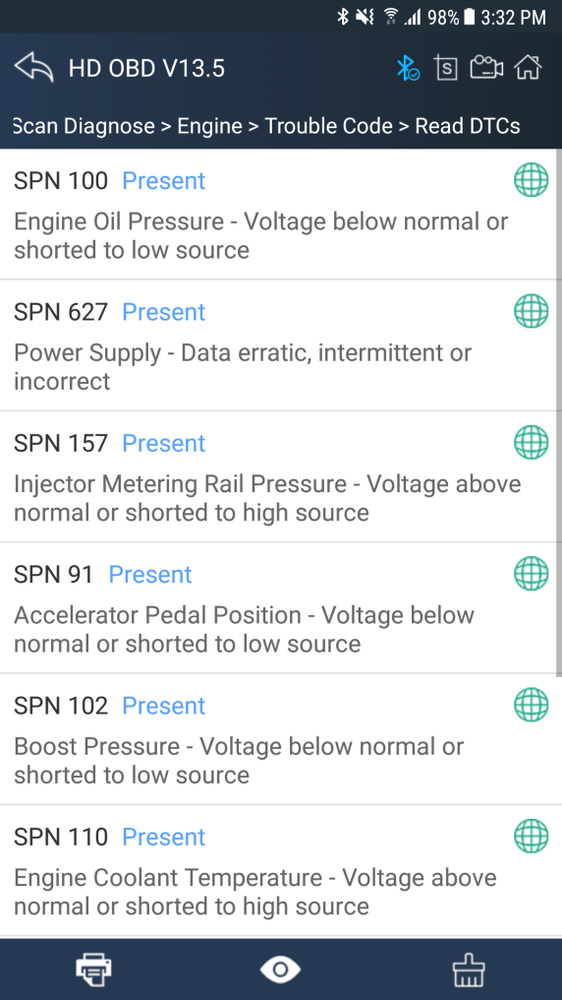 98% 3:32 PM
HD OBD V13.5
S
Scan Diagnose > Engine > Trouble Code > Read DTCs
SPN 100 Present
Engine Oil Pressure - Voltage below normal or
shorted to low source
SPN 627 Present
Power Supply - Data erratic, intermittent or
incorrect
SPN 157 Present
Injector Metering Rail Pressure - Voltage above
normal or shorted to high source
SPN 91 Present
Accelerator Pedal Position - Voltage below
normal or shorted to low source
SPN 102 Present
Boost Pressure - Voltage below normal or
shorted to low source
SPN 110 Present
Engine Coolant Temperature - Voltage above
normal or shorted to high source